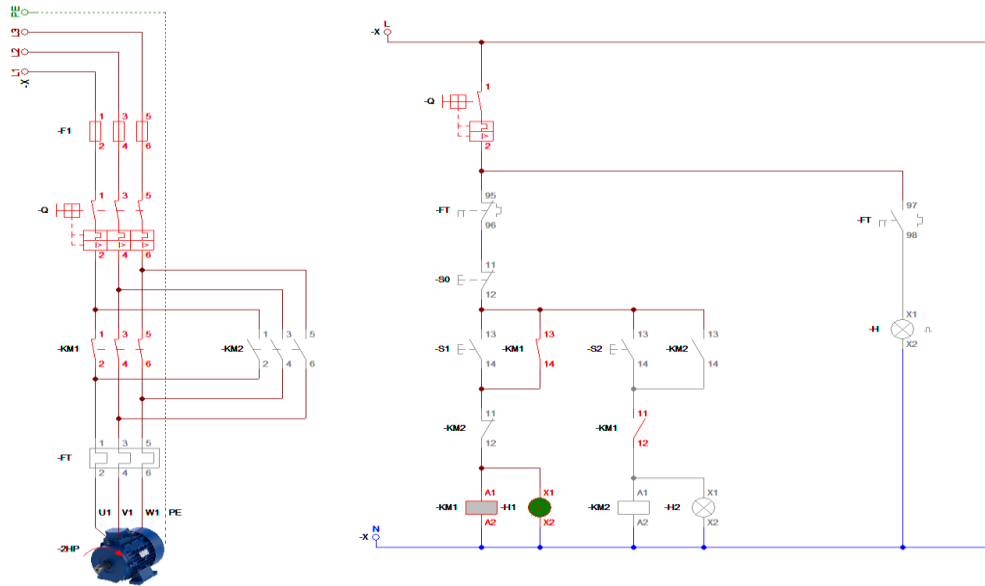 PE
L3
L2
L1
-X
1 3 5
-F1
2 4 6
1 3 5
-Q
2 4 6
1 3 5
-KM1
2 4 6
1 3 5
-KM2
2 4 6
1 3 5
-FT
2 4 6
U1 V1 W1 PE
-2HP
L
-X
1
-Q
2
95
-FT
96
97
-FT
98
11
-S0
12
13
-S1
14
13
-KM1
14
13
-S2
14
13
-KM2
14
X1
-H
X2
11
-KM2
12
11
-KM1
12
A1
-KM1
A2
X1
-H1
X2
A1
-KM2
A2
X1
-H2
X2
N
-X